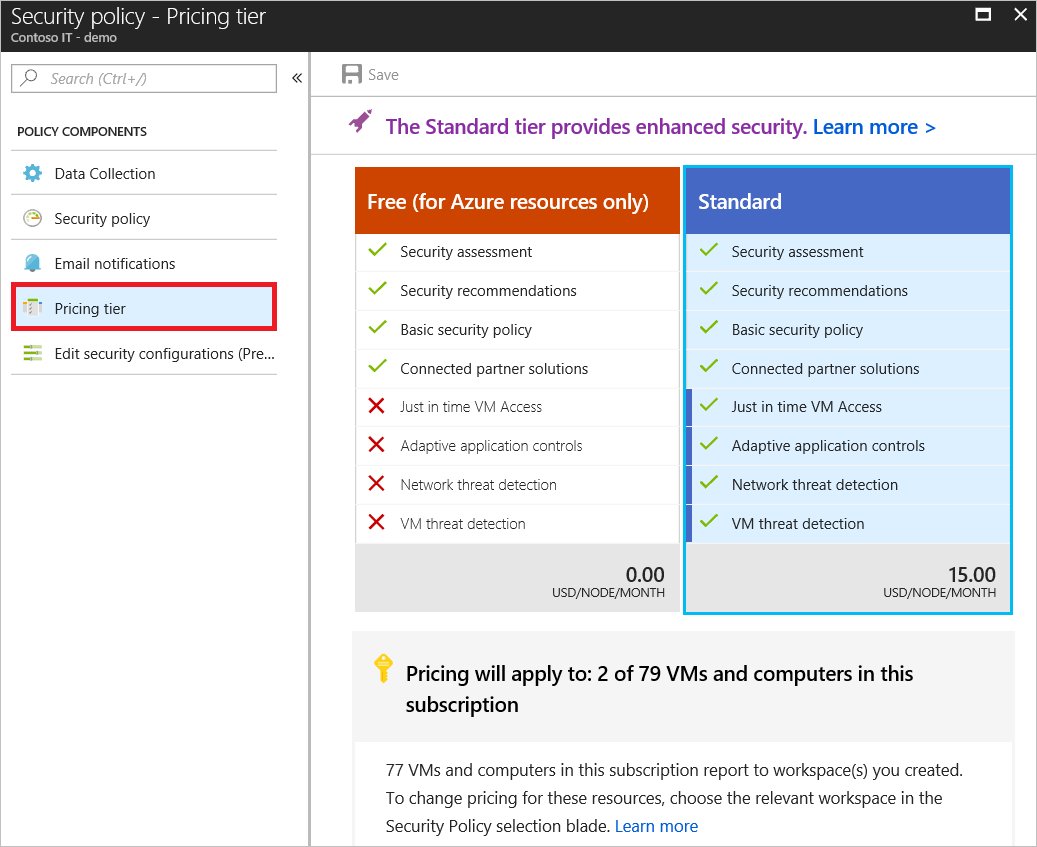 Security policy - Pricing tier
Contoso IT - demo
Search (Ctrl+/)
«
POLICY COMPONENTS
Data Collection
Security policy
Email notifications
Pricing tier
Edit security configurations (Pre...
Save
The Standard tier provides enhanced security. Learn more >
Free (for Azure resources only)
Security assessment
Security recommendations
Basic security policy
Connected partner solutions
Just in time VM Access
Adaptive application controls
Network threat detection
VM threat detection
0.00
USD/NODE/MONTH
Standard
Security assessment
Security recommendations
Basic security policy
Connected partner solutions
Just in time VM Access
Adaptive application controls
Network threat detection
VM threat detection
15.00
USD/NODE/MONTH
Pricing will apply to: 2 of 79 VMs and computers in this
subscription
77 VMs and computers in this subscription report to workspace(s) you created.
To change pricing for these resources, choose the relevant workspace in the
Security Policy selection blade. Learn more